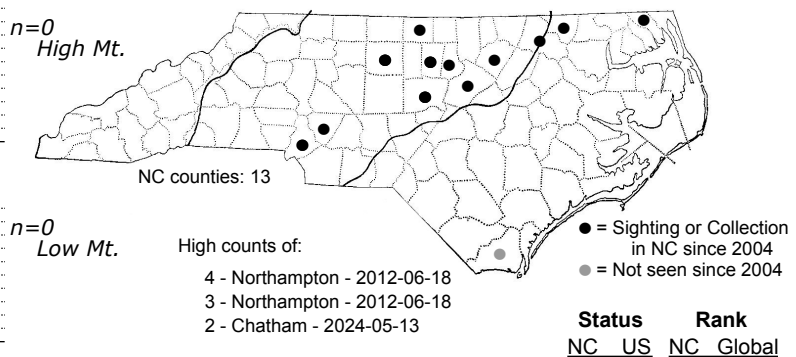 n=0
High Mt.
NC counties: 13
n=0
Low Mt.
High counts of:
4 - Northampton - 2012-06-18
3 - Northampton - 2012-06-18
2 - Chatham - 2024-05-13
= Sighting or Collection
in NC since 2004
= Not seen since 2004
Status Rank
NC US NC Global